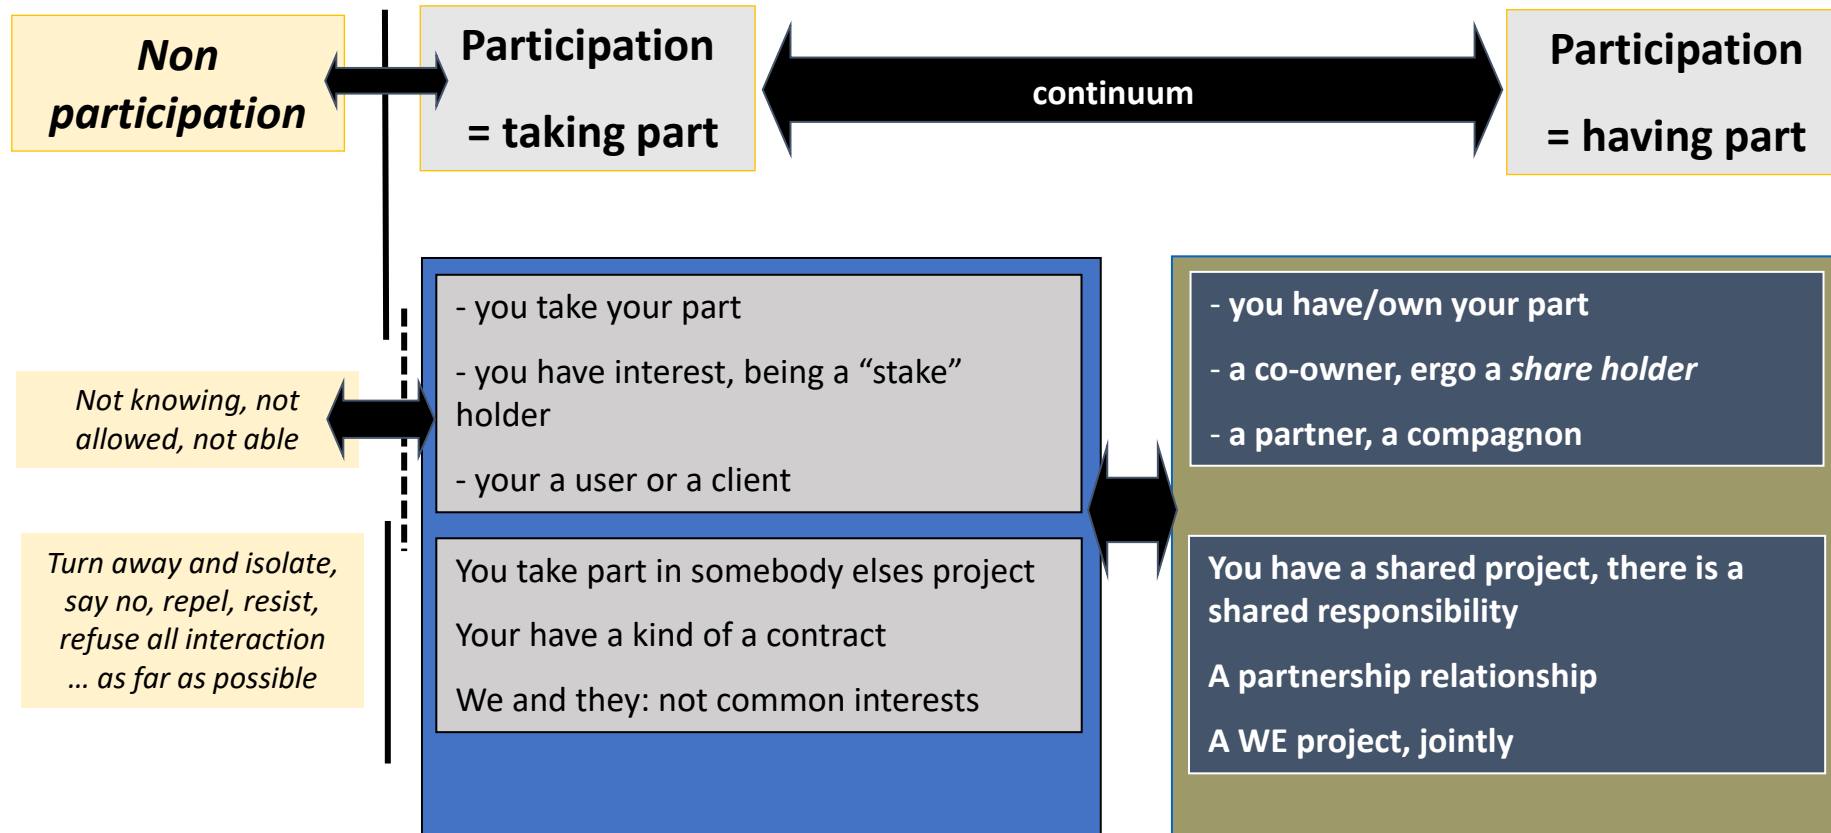 Non
participation
Participation
= taking part
continuum
Participation
= having part
Not knowing, not
allowed, not able
Turn away and isolate,
say no, repel, resist,
refuse all interaction
... as far as possible
- you take your part
- you have interest, being a “stake”
holder
- your a user or a client
You take part in somebody elses project
Your have a kind of a contract
We and they: not common interests
- you have/own your part
- a co-owner, ergo a share holder
- a partner, a compagnon
You have a shared project, there is a
shared responsibility
A partnership relationship
A WE project, jointly